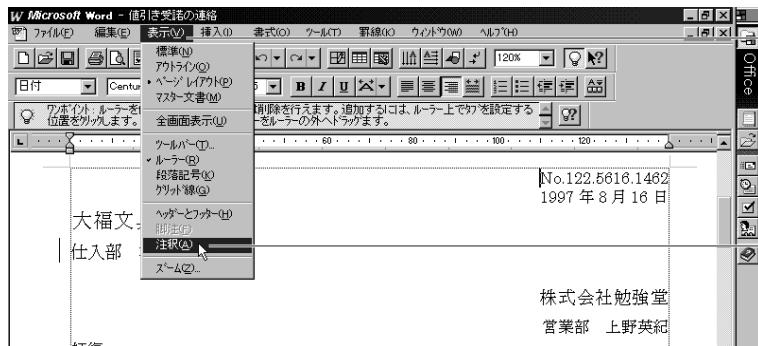 Microsoft Word - 値引き受諾の連絡
ファイル(F) 編集(E) 表示(V) 挿入(I) 書式(O) ツール(T) 罫線(K) ウィンドウ(W) ヘルプ(H)
標準(N)
アウトライン(O)
ページ レイアウト(P)
マスター文書(M)
全画面表示(U)
ツールバー(T)...
ルーラー(R)
段落記号(K)
グリッド線(G)
ヘッダーとフッター(H)
脚注(F)
注釈(A)
ズーム(Z)...
120%
日付 Centu 5 B I U
ワンポイント: ルーラーを 削除を行えます。追加するには、ルーラー上でタブを設定する
位置をクリックします。 ーをルーラーの外へドラッグます。
80 100 120
No.122.5616.1462
1997 年 8 月 16 日
大福文
仕入部
株式会社勉強堂
営業部 上野英紀
Office